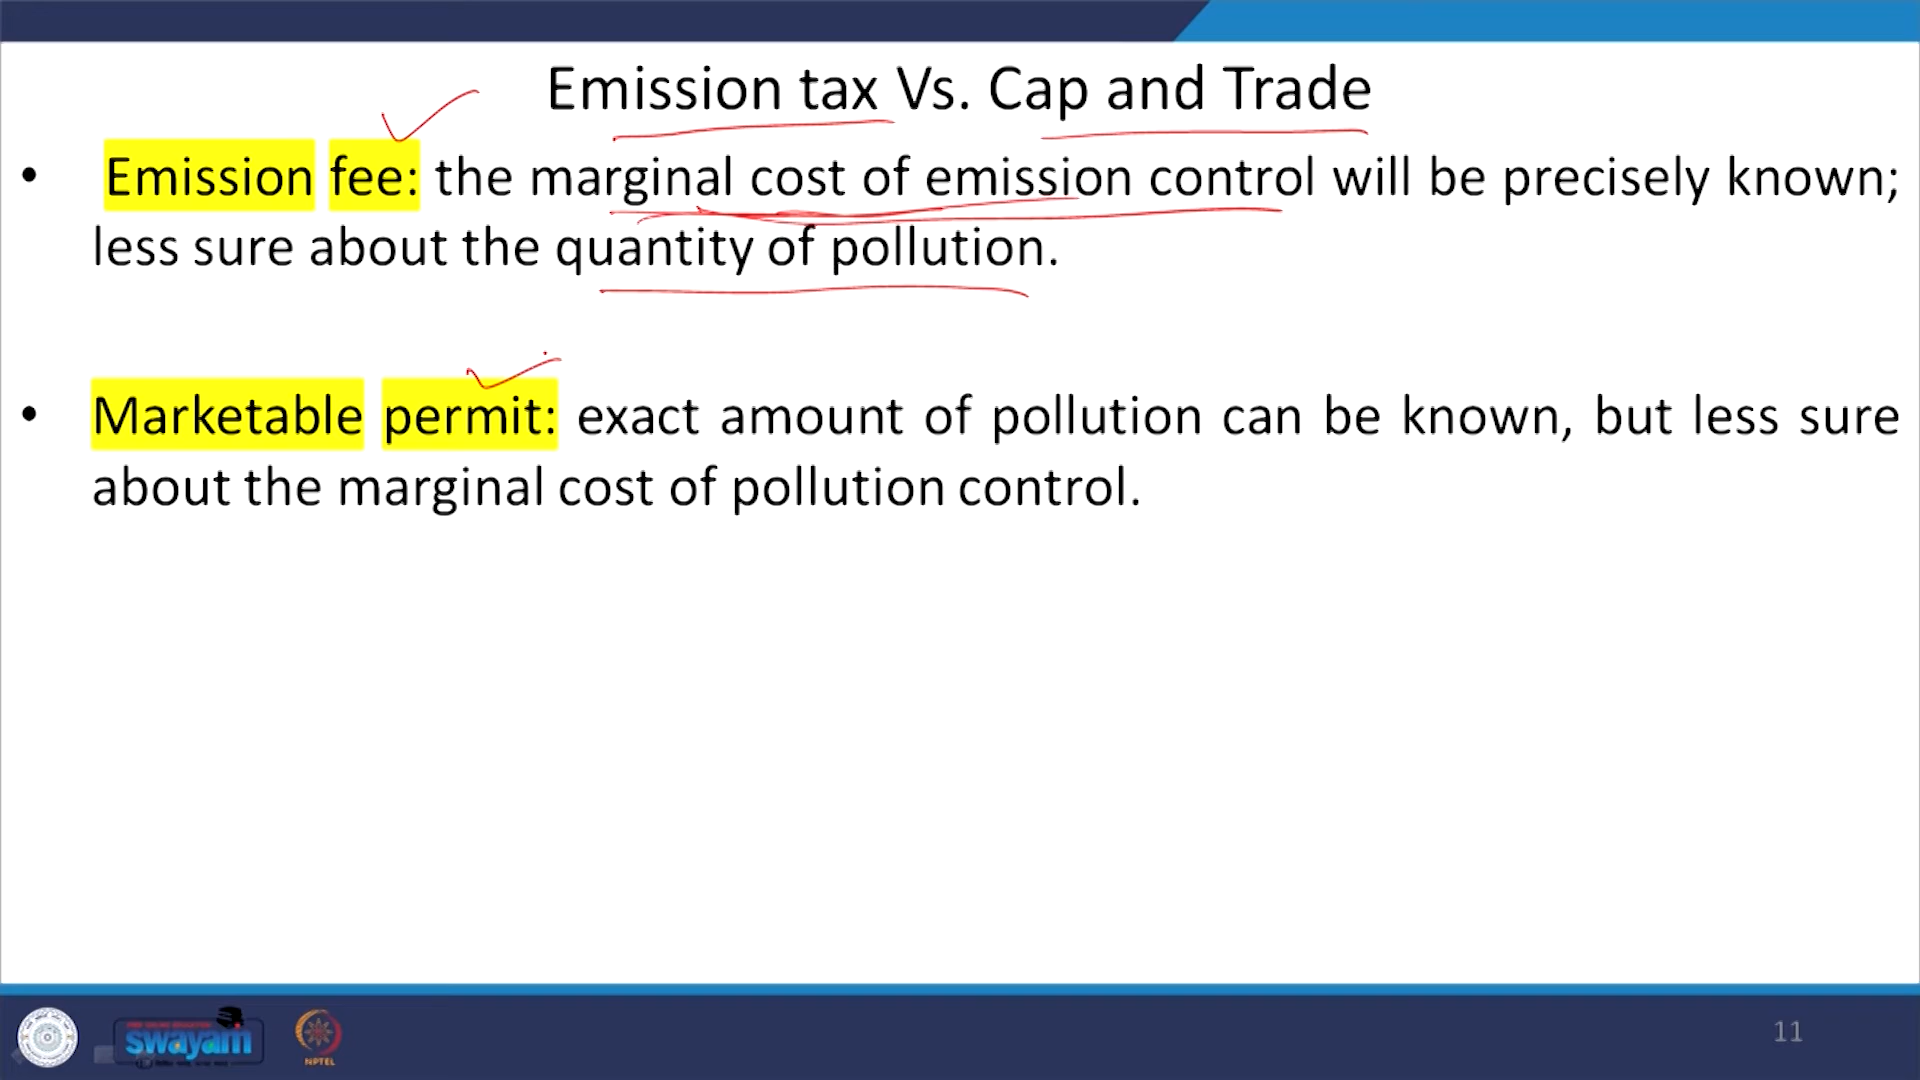 Emission tax Vs. Cap and Trade
• Emission fee: the marginal cost of emission control will be precisely known;
less sure about the quantity of pollution.
• Marketable permit: exact amount of pollution can be known, but less sure
about the marginal cost of pollution control.
swayam
NPTEL
11